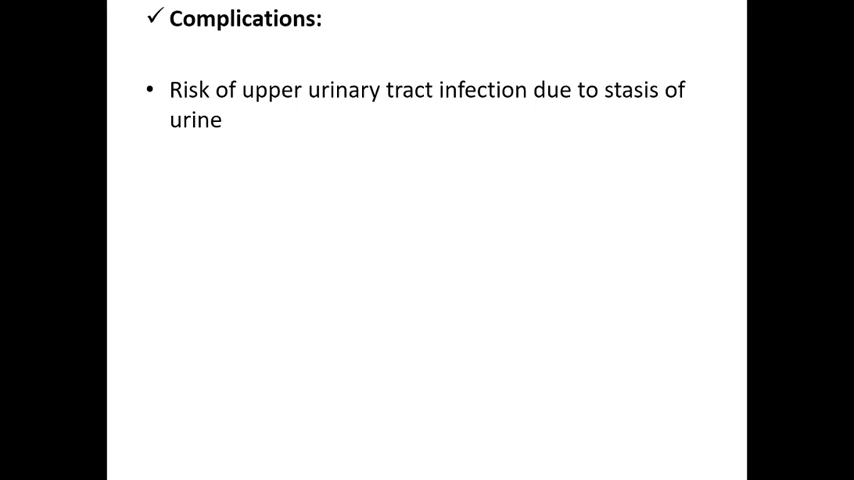 ✓ Complications:
• Risk of upper urinary tract infection due to stasis of
urine